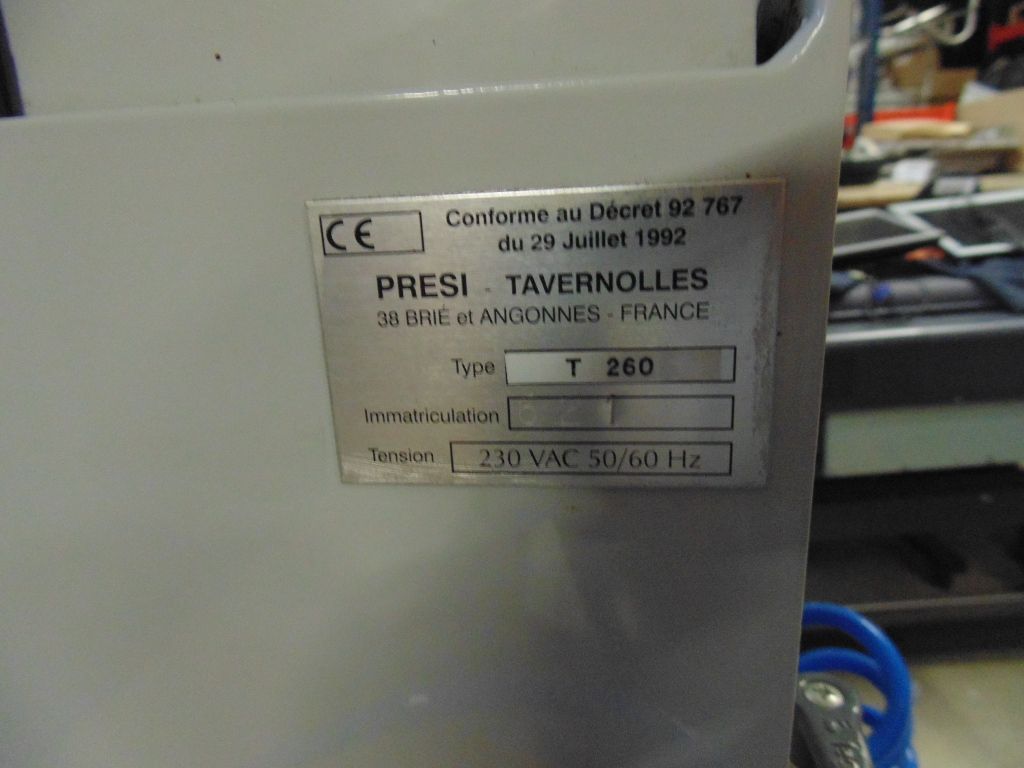 CE
Conforme au Décret 92 767
du 29 Juillet 1992
PRESI - TAVERNOLLES
38 BRIÉ et ANGONNES - FRANCE
Type T 260
Immatriculation
Tension 230 VAC 50/60 Hz